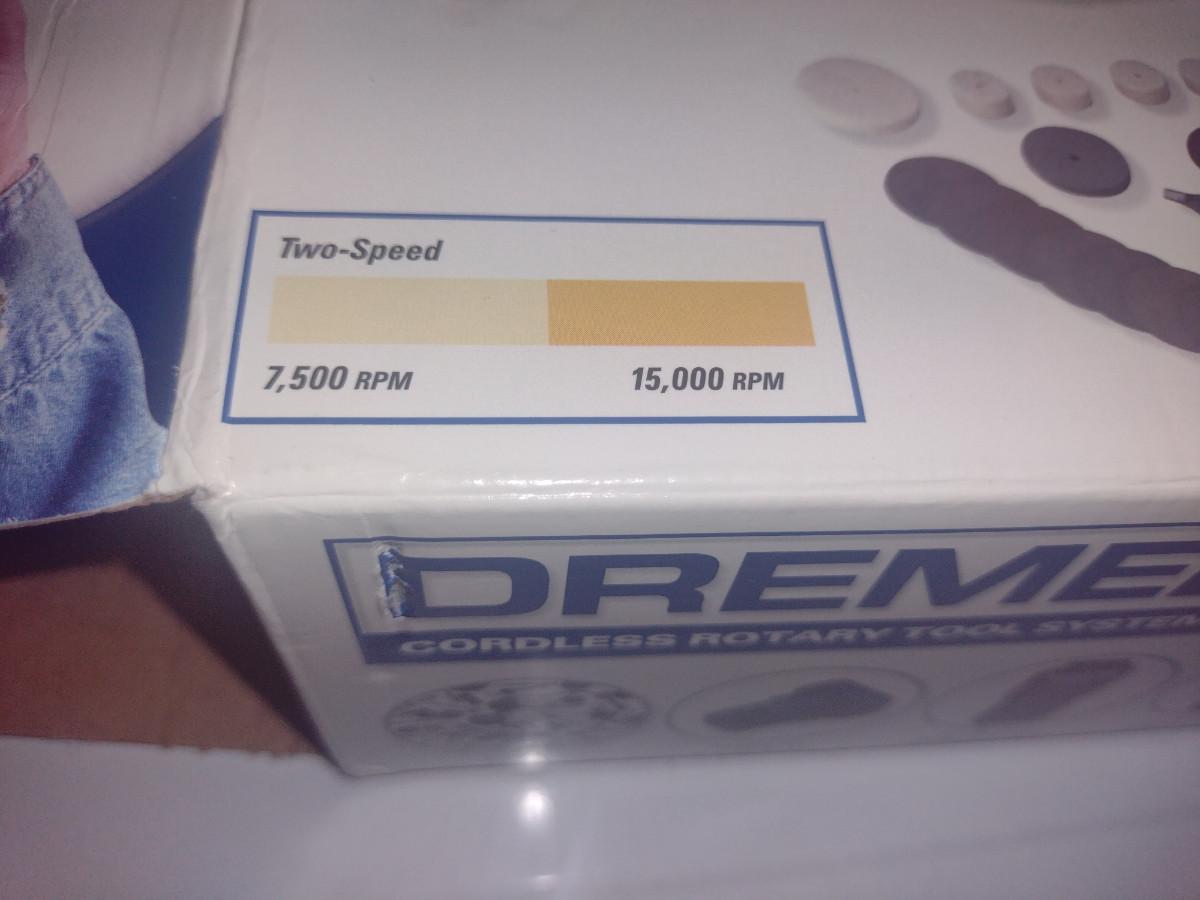 Two-Speed
7,500 RPM 15,000 RPM
DREME
CORDLESS ROTARY TOOL SYSTEM